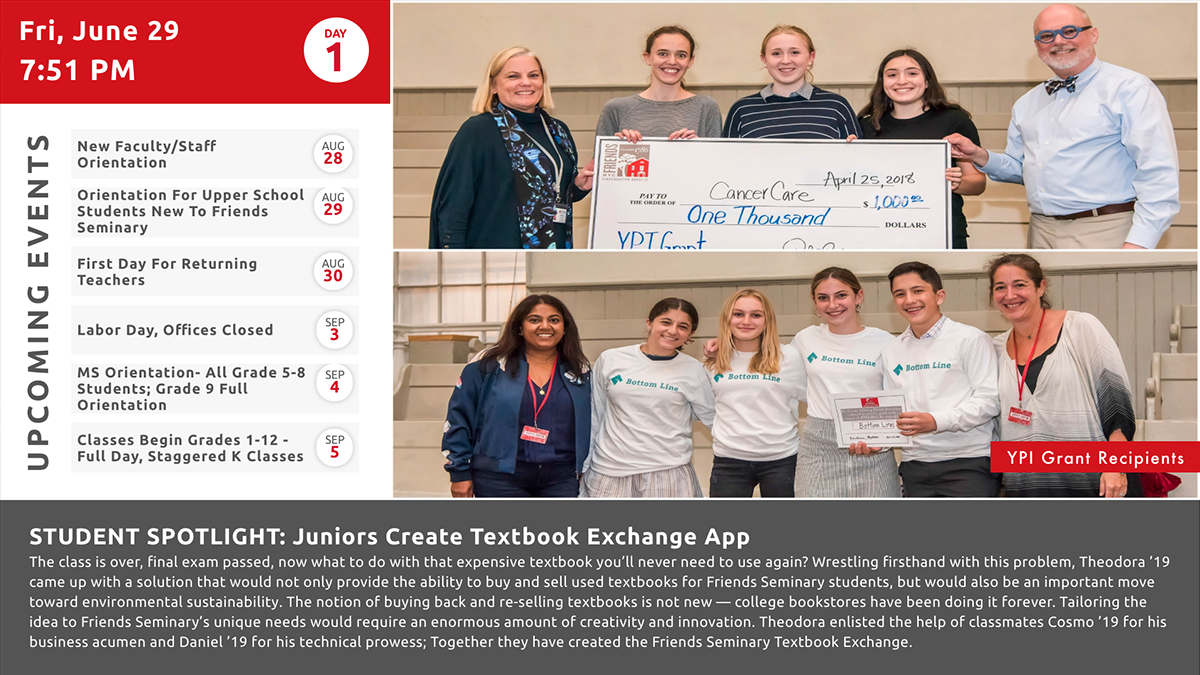 Fri, June 29
7:51 PM
DAY
1
UPCOMING EVENTS
New Faculty/Staff
Orientation
AUG
28
Orientation For Upper School
Students New To Friends
Seminary
AUG
29
First Day For Returning
Teachers
AUG
30
Labor Day, Offices Closed
SEP
3
MS Orientation- All Grade 5-8
Students; Grade 9 Full
Orientation
SEP
4
Classes Begin Grades 1-12 -
Full Day, Staggered K Classes
SEP
5
FRIENDS
NYC
1786
April 25, 2018
PAY TO
THE ORDER OF
CancerCare
$ 1,000.00
One Thousand
DOLLARS
YPI Grant
Bottom Line
Bottom Line
Bottom Line
Bottom Line
Bottom Line
YPI Grant Recipients
STUDENT SPOTLIGHT: Juniors Create Textbook Exchange App
The class is over, final exam passed, now what to do with that expensive textbook you’ll never need to use again? Wrestling firsthand with this problem, Theodora ’19
came up with a solution that would not only provide the ability to buy and sell used textbooks for Friends Seminary students, but would also be an important move
toward environmental sustainability. The notion of buying back and re-selling textbooks is not new — college bookstores have been doing it forever. Tailoring the
idea to Friends Seminary’s unique needs would require an enormous amount of creativity and innovation. Theodora enlisted the help of classmates Cosmo ’19 for his
business acumen and Daniel ’19 for his technical prowess; Together they have created the Friends Seminary Textbook Exchange.